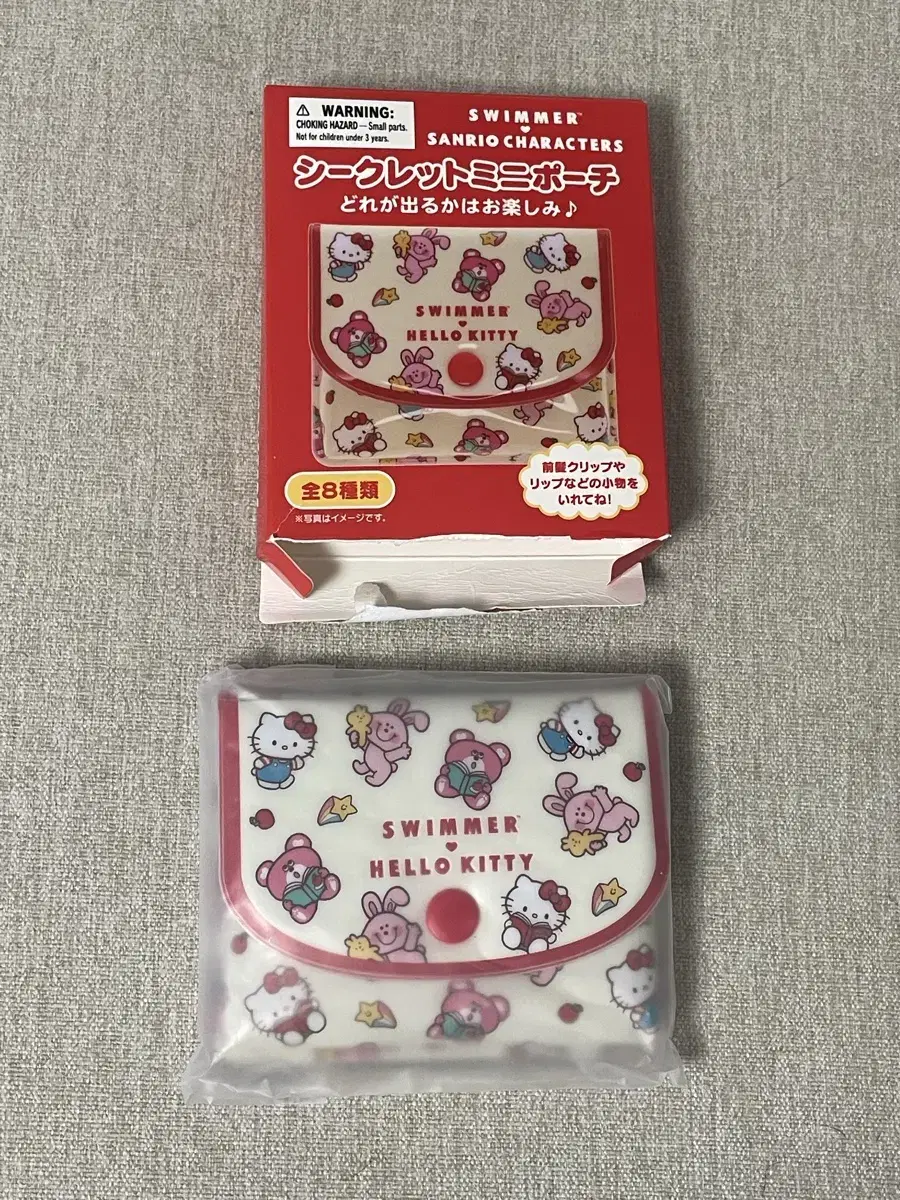 ⚠ WARNING:
CHOKING HAZARD — Small parts.
Not for children under 3 years.
SWIMMER™
SANRIO CHARACTERS
シークレットミニポーチ
どれが出るかはお楽しみ♪
SWIMMER™
HELLO KITTY
全8種類
※写真はイメージです。
前髪クリップや
リップなどの小物を
いれてね!
SWIMMER™
HELLO KITTY